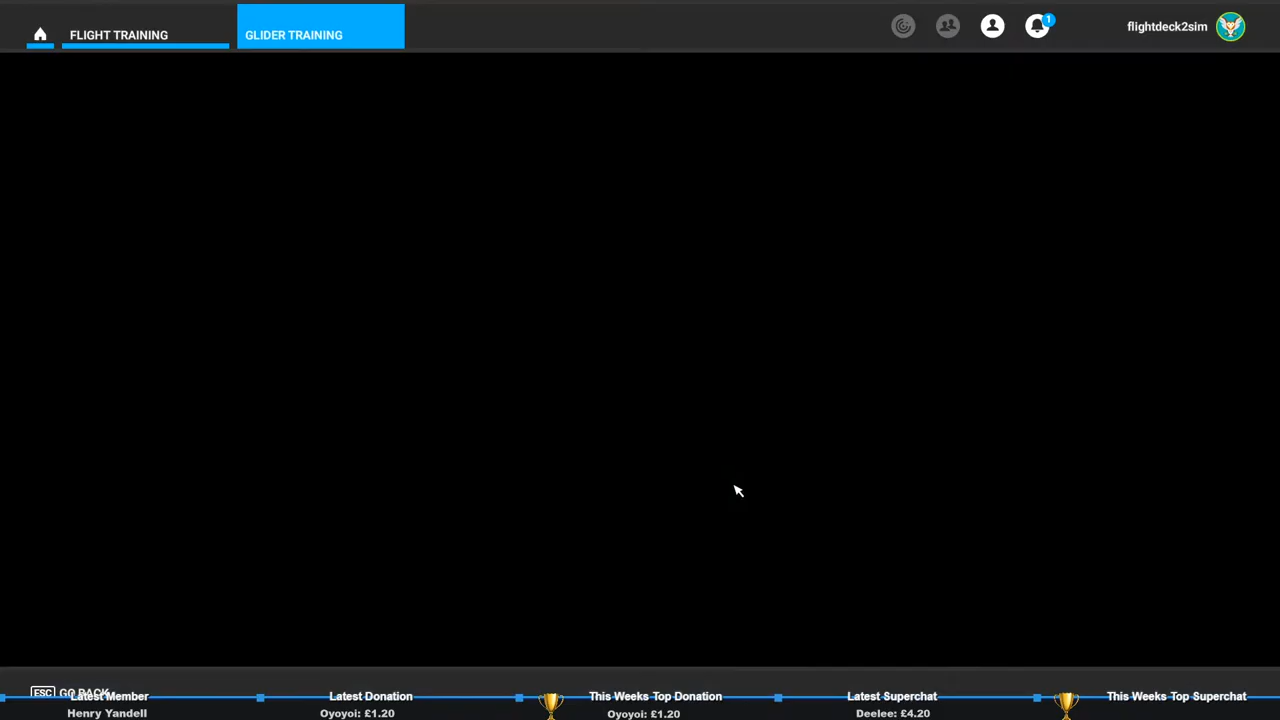 FLIGHT TRAINING
GLIDER TRAINING
1
flightdeck2sim
ESC GO BACK
Latest Member
Henry Yandell
Latest Donation
Oyoyoi: £1.20
This Weeks Top Donation
Oyoyoi: £1.20
Latest Superchat
Deelee: £4.20
This Weeks Top Superchat